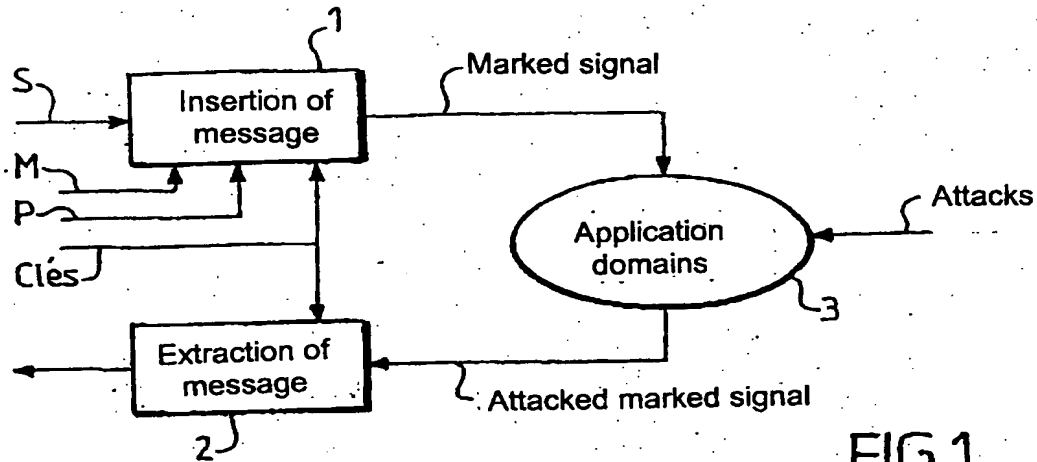 1
S
Insertion of
message
Marked signal
M
P
Clés
Application
domains
Attacks
3
Extraction of
message
Attacked marked signal
2
FIG.1